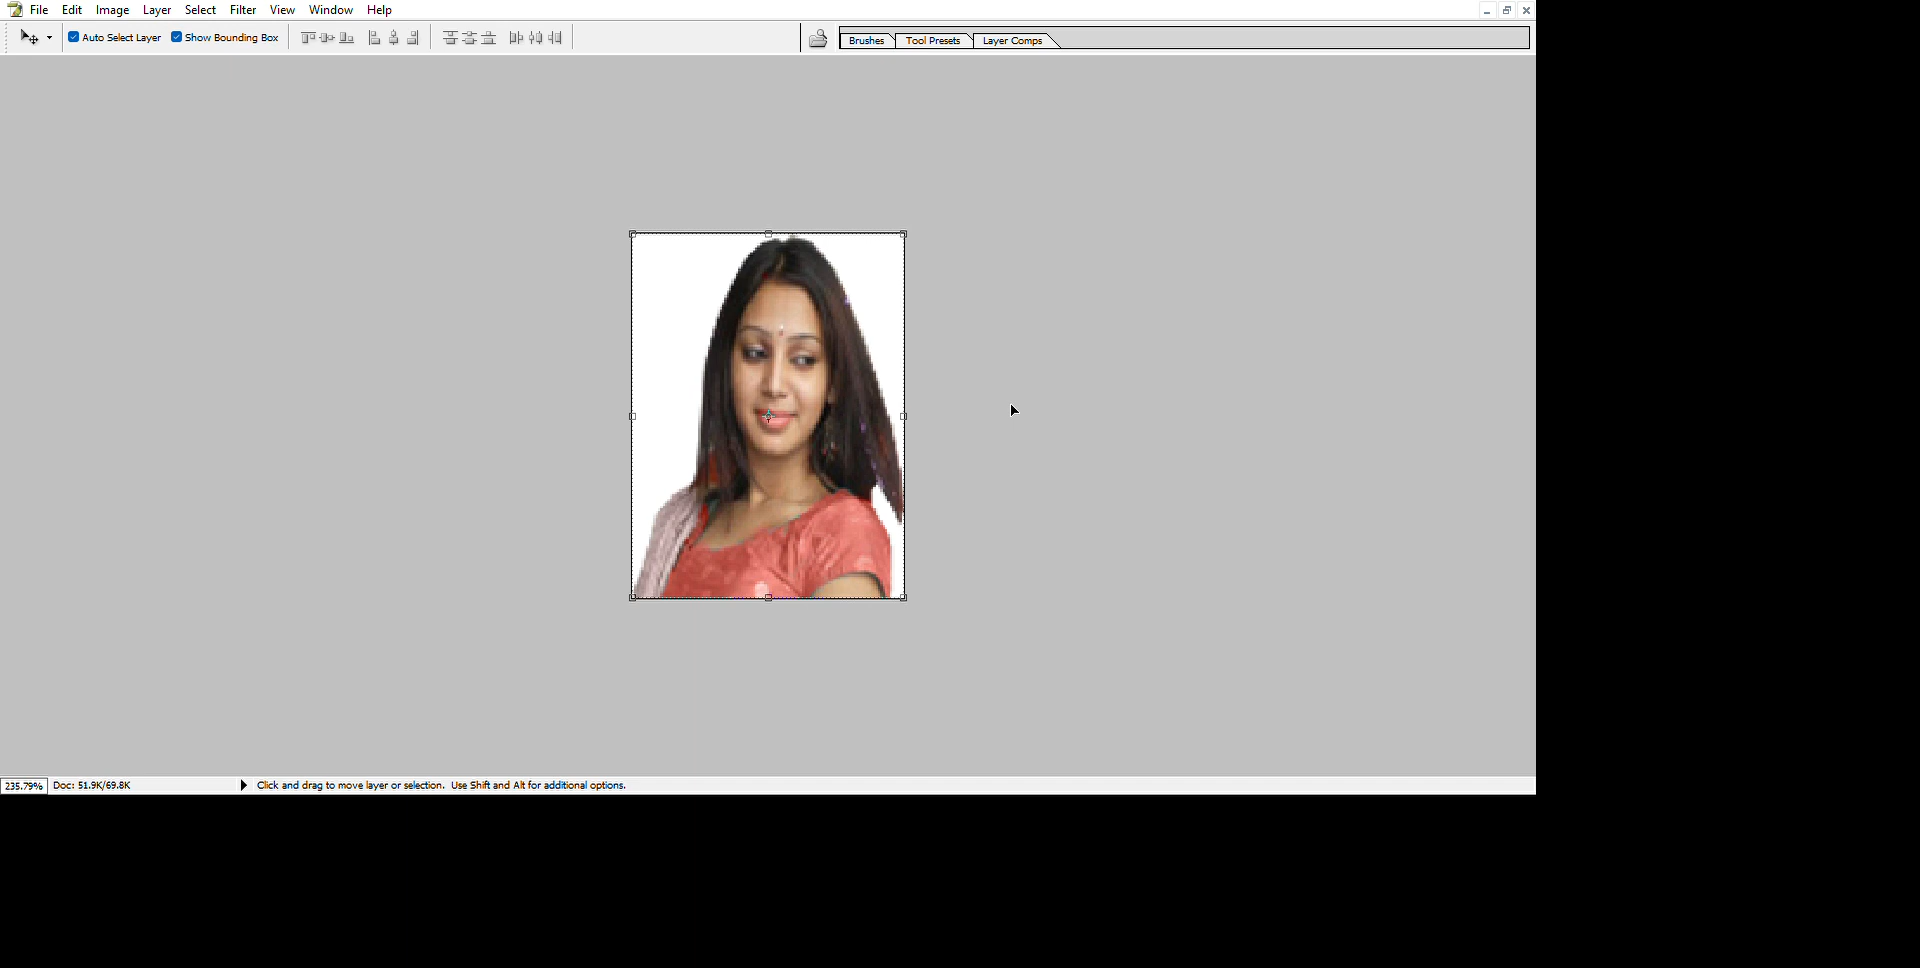 File Edit Image Layer Select Filter View Window Help
Auto Select Layer Show Bounding Box Brushes Tool Presets Layer Comps
235.79% Doc: 51.9K/69.8K Click and drag to move layer or selection. Use Shift and Alt for additional options.